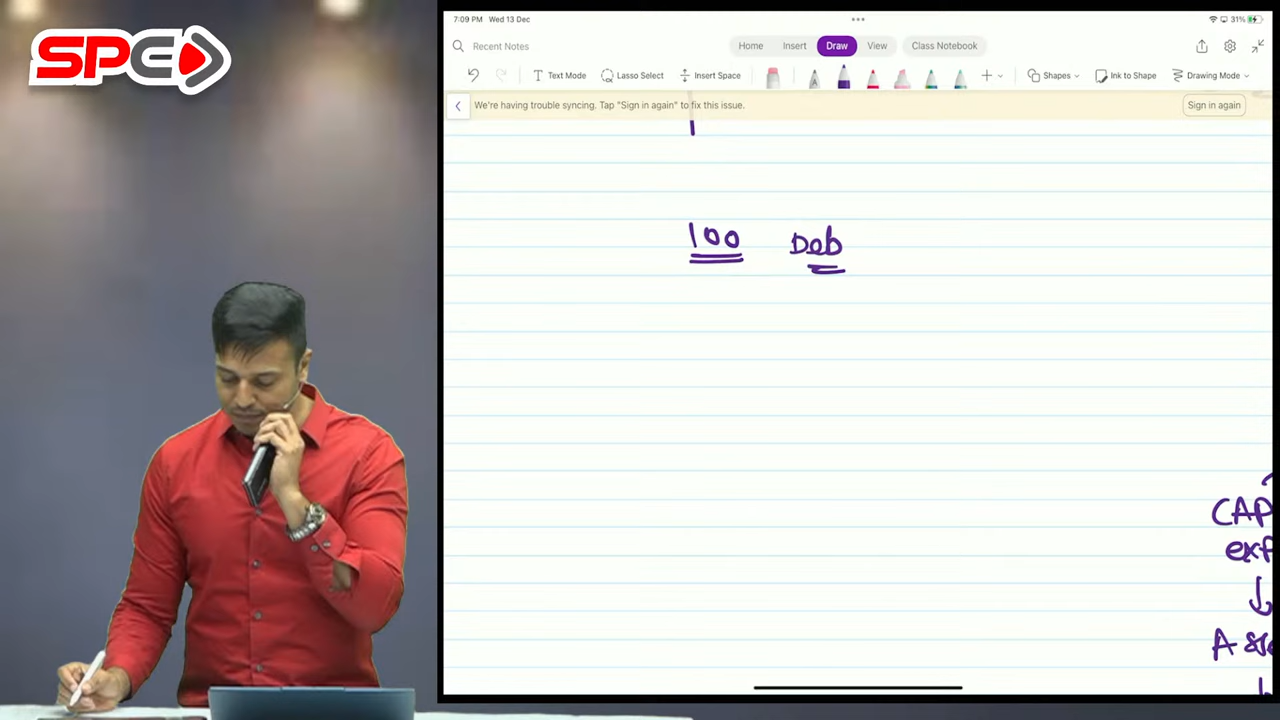 SPED
7:09 PM Wed 13 Dec
31%
Recent Notes
Home Insert Draw View Class Notebook
Text Mode Lasso Select Insert Space Shapes Ink to Shape Drawing Mode
We're having trouble syncing. Tap "Sign in again" to fix this issue. Sign in again
100 Deb
CAP
exp